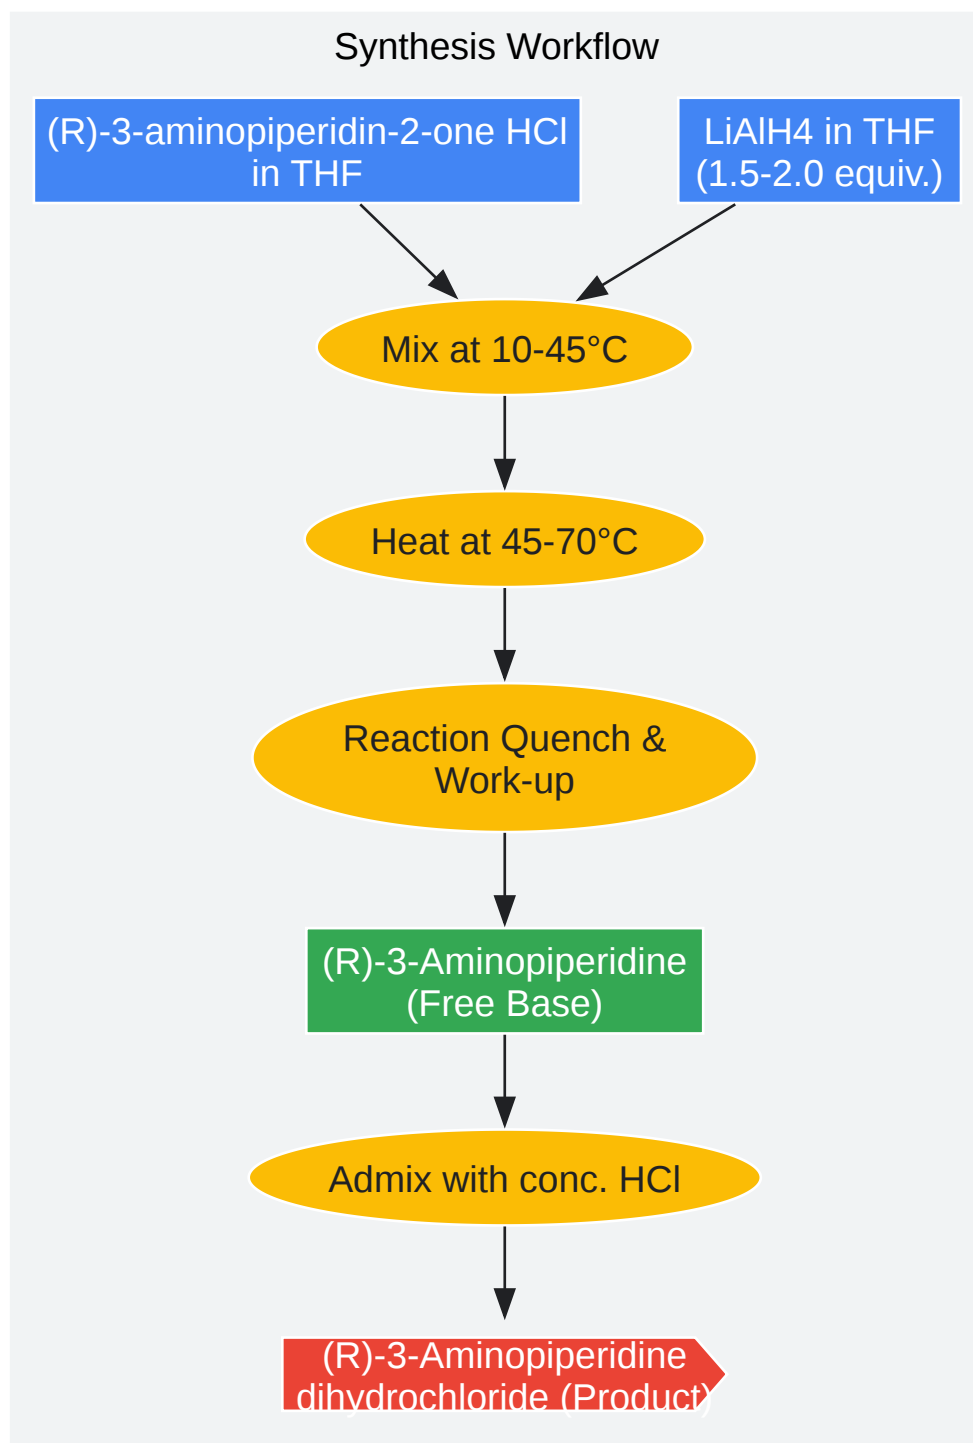 Synthesis Workflow
(R)-3-aminopiperidin-2-one HCl
in THF
LiAlH4 in THF
(1.5-2.0 equiv.)
Mix at 10-45°C
Heat at 45-70°C
Reaction Quench &
Work-up
(R)-3-Aminopiperidine
(Free Base)
Admix with conc. HCl
(R)-3-Aminopiperidine
dihydrochloride (Product)